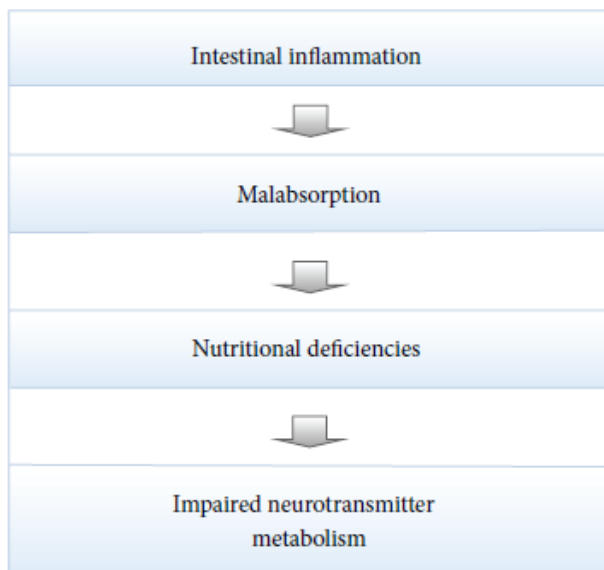 Intestinal inflammation
Malabsorption
Nutritional deficiencies
Impaired neurotransmitter
metabolism